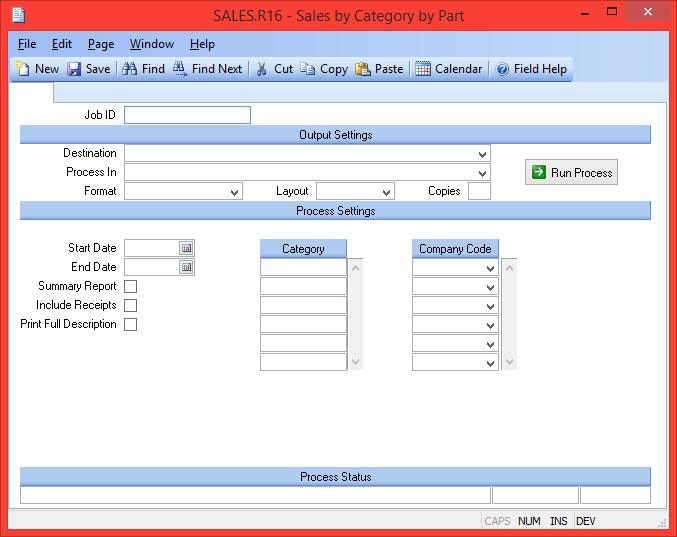 SALES.R16 - Sales by Category by Part
File Edit Page Window Help
New Save Find Find Next Cut Copy Paste Calendar Field Help
Job ID
Output Settings
Destination
Process In
Run Process
Format Layout Copies
Process Settings
Start Date Category Company Code
End Date
Summary Report
Include Receipts
Print Full Description
Process Status
CAPS NUM INS DEV